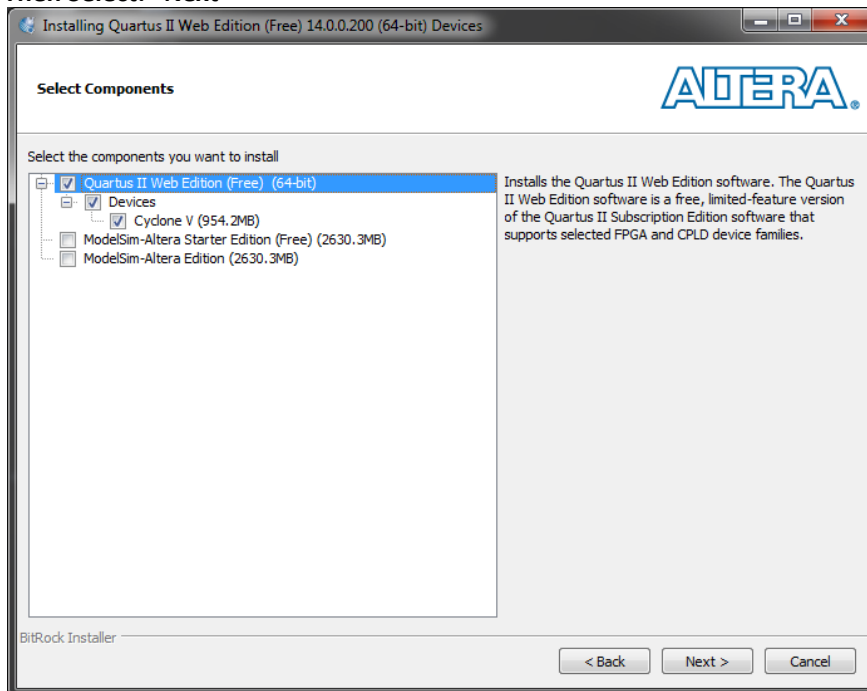 Installing Quartus II Web Edition (Free) 14.0.0.200 (64-bit) Devices
Select Components
ALTERA®
Select the components you want to install
Quartus II Web Edition (Free) (64-bit)
Devices
Cyclone V (954.2MB)
ModelSim-Altera Starter Edition (Free) (2630.3MB)
ModelSim-Altera Edition (2630.3MB)
Installs the Quartus II Web Edition software. The Quartus
II Web Edition software is a free, limited-feature version
of the Quartus II Subscription Edition software that
supports selected FPGA and CPLD device families.
BitRock Installer
< Back
Next >
Cancel